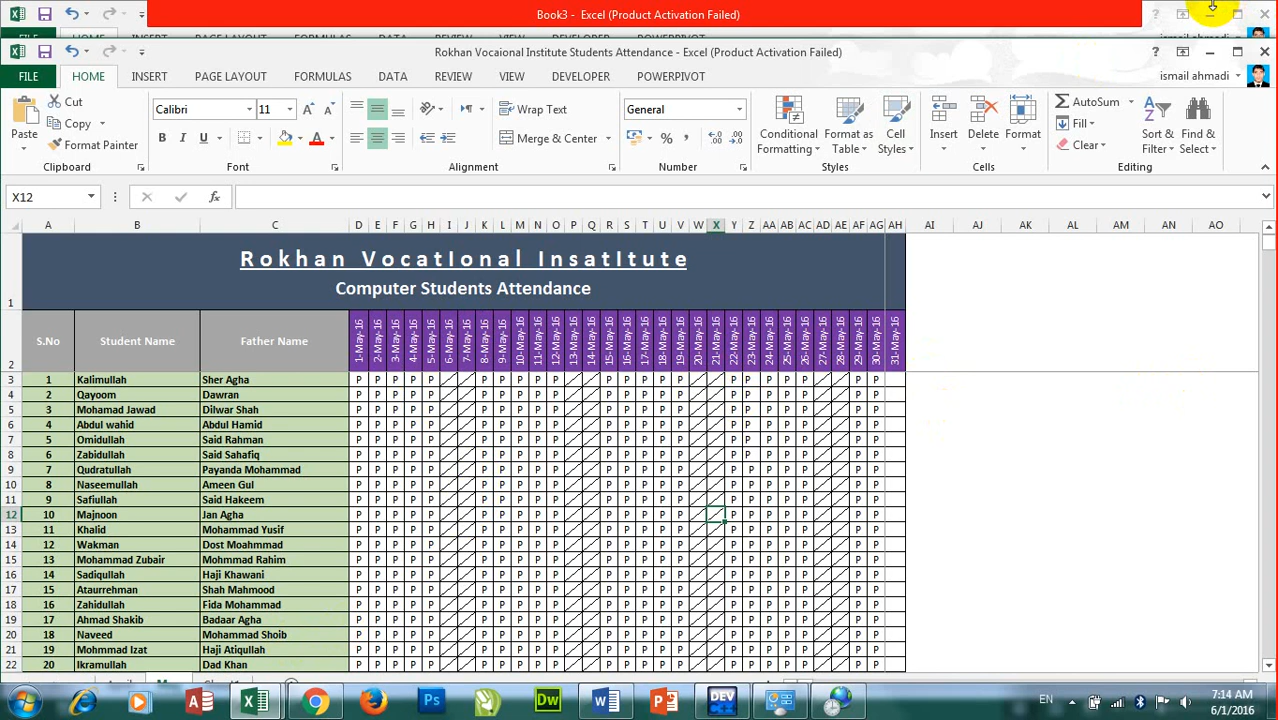 Book3 - Excel (Product Activation Failed)
FILE HOME INSERT PAGE LAYOUT FORMULAS DATA REVIEW VIEW DEVELOPER POWERPIVOT ismail ahmadi
Rokhan Vocaional Institute Students Attendance - Excel (Product Activation Failed)
FILE HOME INSERT PAGE LAYOUT FORMULAS DATA REVIEW VIEW DEVELOPER POWERPIVOT ismail ahmadi
Paste Cut Copy Format Painter Clipboard
Calibri 11 B I U A Font
Wrap Text Merge & Center Alignment
General % , Number
Conditional Formatting Format as Table Cell Styles Styles
Insert Delete Format Cells
AutoSum Fill Clear Sort & Filter Find & Select Editing
X12 fx
A B C D E F G H I J K L M N O P Q R S T U V W X Y Z AA AB AC AD AE AF AG AH AI AJ AK AL AM AN AO
Rokhan VocatIonal InsatItute
1 Computer Students Attendance
2 S.No Student Name Father Name 1-May-16 2-May-16 3-May-16 4-May-16 5-May-16 6-May-16 7-May-16 8-May-16 9-May-16 10-May-16 11-May-16 12-May-16 13-May-16 14-May-16 15-May-16 16-May-16 17-May-16 18-May-16 19-May-16 20-May-16 21-May-16 22-May-16 23-May-16 24-May-16 25-May-16 26-May-16 27-May-16 28-May-16 29-May-16 30-May-16 31-May-16
3 1 Kalimullah Sher Agha P P P P P P P P P P P P P P P P P P P P P P
4 2 Qayoom Dawran P P P P P P P P P P P P P P P P P P P P P P
5 3 Mohamad Jawad Dilwar Shah P P P P P P P P P P P P P P P P P P P P P P
6 4 Abdul wahid Abdul Hamid P P P P P P P P P P P P P P P P P P P P P P
7 5 Omidullah Said Rahman P P P P P P P P P P P P P P P P P P P P P P
8 6 Zabidullah Said Sahafiq P P P P P P P P P P P P P P P P P P P P P P
9 7 Qudratullah Payanda Mohammad P P P P P P P P P P P P P P P P P P P P P P
10 8 Naseemullah Ameen Gul P P P P P P P P P P P P P P P P P P P P P P
11 9 Safiullah Said Hakeem P P P P P P P P P P P P P P P P P P P P P P
12 10 Majnoon Jan Agha P P P P P P P P P P P P P P P P P P P P P P
13 11 Khalid Mohammad Yusif P P P P P P P P P P P P P P P P P P P P P P
14 12 Wakman Dost Moahmmad P P P P P P P P P P P P P P P P P P P P P P
15 13 Mohammad Zubair Mohmmad Rahim P P P P P P P P P P P P P P P P P P P P P P
16 14 Sadiqullah Haji Khawani P P P P P P P P P P P P P P P P P P P P P P
17 15 Ataurrehman Shah Mahmood P P P P P P P P P P P P P P P P P P P P P P
18 16 Zahidullah Fida Mohammad P P P P P P P P P P P P P P P P P P P P P P
19 17 Ahmad Shakib Badaar Agha P P P P P P P P P P P P P P P P P P P P P P
20 18 Naveed Mohammad Shoib P P P P P P P P P P P P P P P P P P P P P P
21 19 Mohmmad Izat Haji Atiqullah P P P P P P P P P P P P P P P P P P P P P P
22 20 Ikramullah Dad Khan P P P P P P P P P P P P P P P P P P P P P P
Ps Dw DEV EN 7:14 AM
6/1/2016